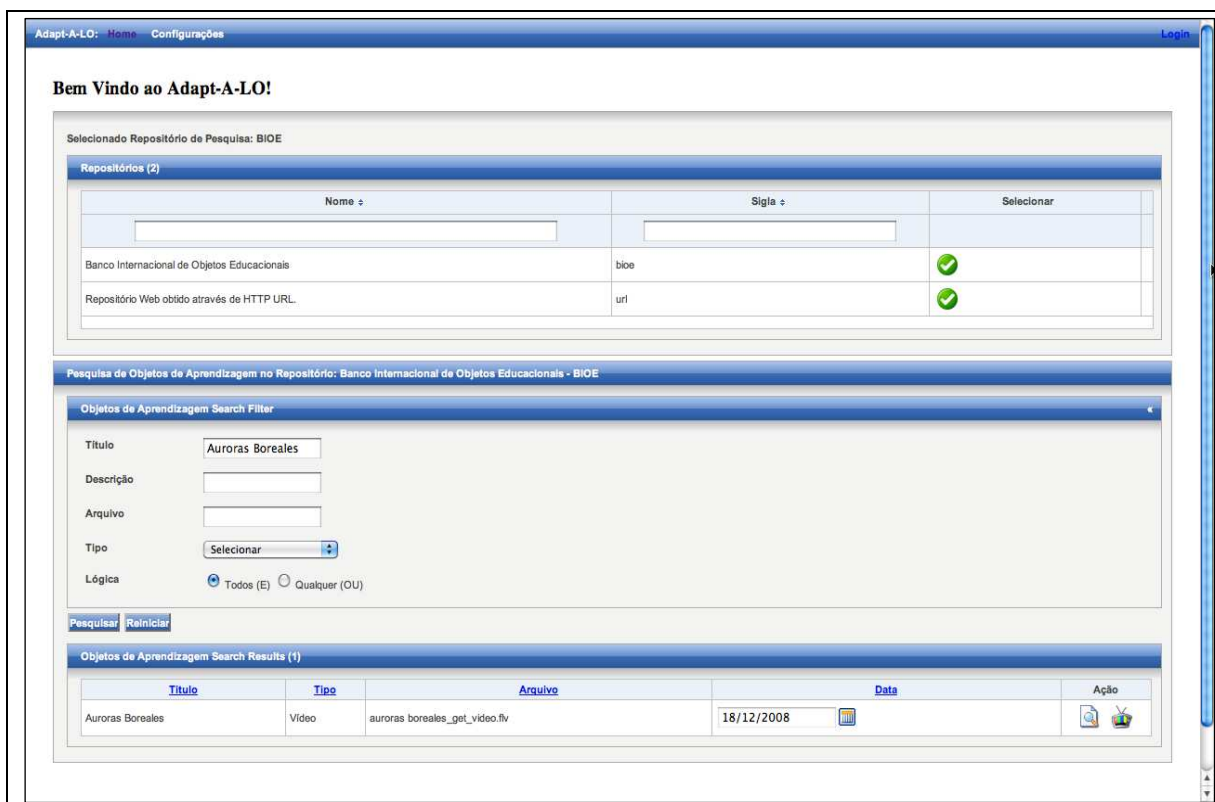 Adapt-A-LO: Home Configurações Login
Bem Vindo ao Adapt-A-LO!
Selecionado Repositório de Pesquisa: BIOE
Repositórios (2)
Nome Sigla Selecionar
Banco Internacional de Objetos Educacionais bioe
Repositório Web obtido através de HTTP URL. url
Pesquisa de Objetos de Aprendizagem no Repositório: Banco Internacional de Objetos Educacionais - BIOE
Objetos de Aprendizagem Search Filter «
Título Auroras Boreales
Descrição
Arquivo
Tipo Selecionar
Lógica Todos (E) Qualquer (OU)
Pesquisar Reiniciar
Objetos de Aprendizagem Search Results (1)
Titulo Tipo Arquivo Data Ação
Auroras Boreales Vídeo auroras boreales_get_video.flv 18/12/2008